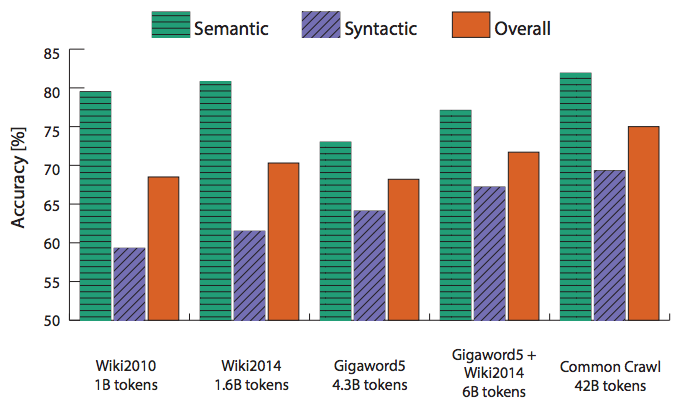 Semantic Syntactic Overall
Accuracy [%]
85
80
75
70
65
60
55
50
Wiki2010
1B tokens
Wiki2014
1.6B tokens
Gigaword5
4.3B tokens
Gigaword5 +
Wiki2014
6B tokens
Common Crawl
42B tokens